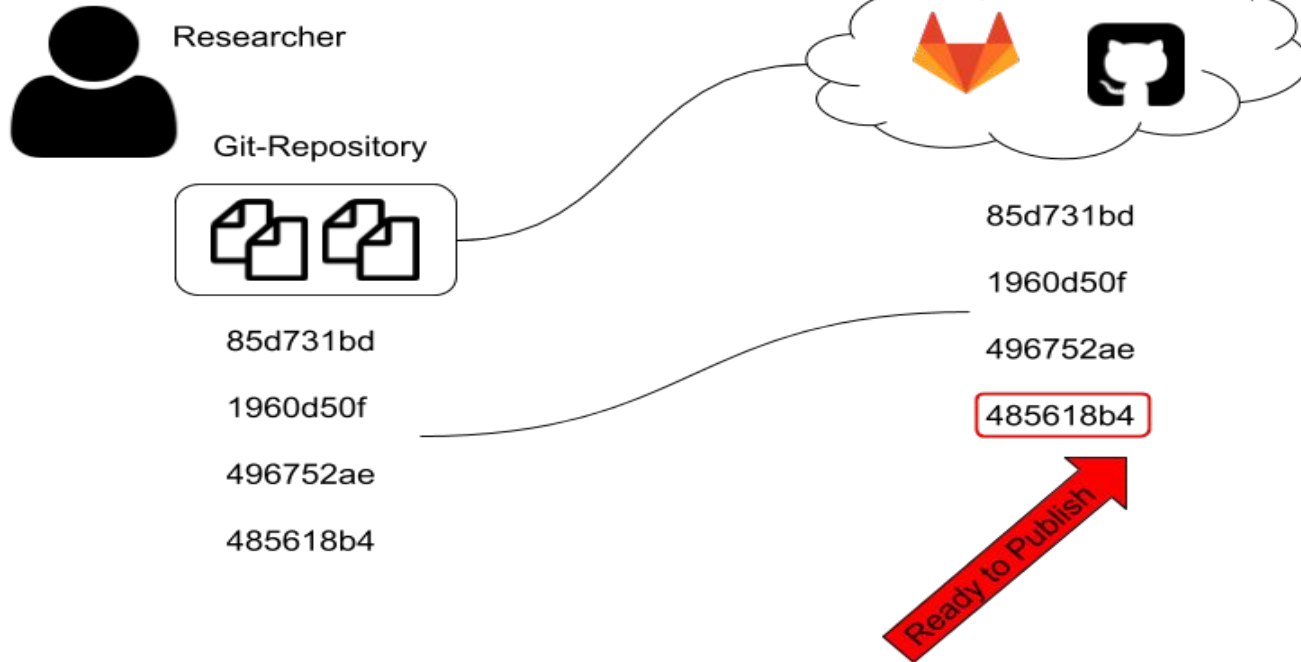 Researcher
Git-Repository
85d731bd
1960d50f
496752ae
485618b4
85d731bd
1960d50f
496752ae
485618b4
Ready to Publish